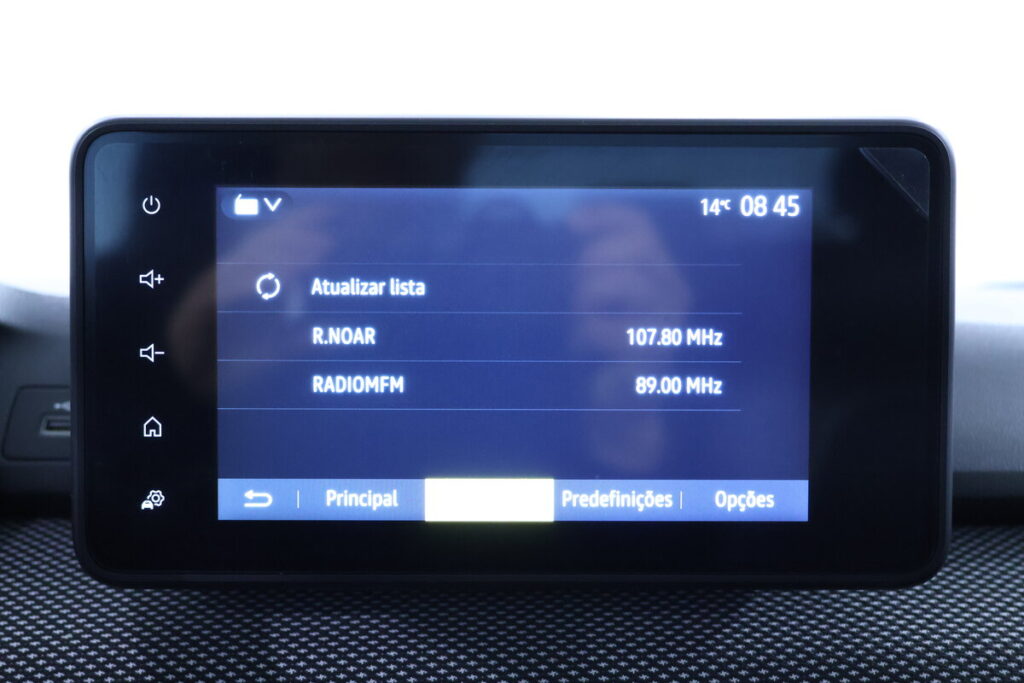 14°C 08 45
Atualizar lista
R.NOAR 107.80 MHz
RADIOMFM 89.00 MHz
Principal Predefinições Opções